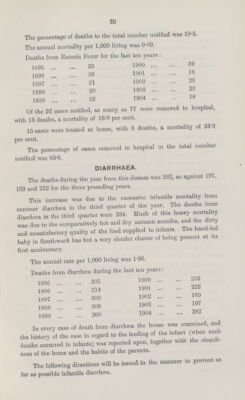 39
The percentage of deaths to the total number notified was 19·5.
The annual mortality per 1,000 living was 0·09.
Deaths from Enteric Fever for the last ten years:
1895 ... ... 23 1900 ... ... 39
1896 ... ... 26 1901 ... ... 18
1897 ... ... 21 1902 ... ... 23
1898 ... ... 20 1903 ... ... 23
1899 ... ... 32 1904 ... ... 18
Of the 92 cases notified, as many as 77 were removed to hospital,
with 13 deaths, a mortality of 16·8 per cent.
15 cases were treated at home, with 5 deaths, a mortality of 33·3
per cent.
The percentage of cases removed to hospital to the total number
notified was 83·6.
DIARRHŒA.
The deaths during the year from this disease was 282, as against 197,
169 and 232 for the three preceding years.
This increase was due to the excessive infantile mortality from
summer diarrhœa in the third quarter of the year. The deaths from
diarrhœa in the third quarter were 234. Much of this heavy mortality
was due to the comparatively hot and dry autumn months, and the dirty
and unsatisfactory quality of the food supplied to infants. The hand-fed
baby in Southwark has but a very slender chance of being present at its
first anniversary.
The annual rate per 1,000 living was 1·36.
Deaths from diarrhœa during the last ten years:
1895 ... ... 205 1900 ... ... 253
1896 ... ... 214 1901 ... ... 222
1897 ... ... 300 1902 ... ... 169
1898 ... ... 306 1903 ... ... 197
1899 ... ... 260 1904 ... ... 282
In every case of death from diarrhœa the house was examined, and
the history of the case in regard to the feeding of the infant (when such
deaths occurred in infants) was reported upon, together with the cleanli-
ness of the home and the habits of the parents.
The following directions will be issued in the summer to prevent as
far as possible infantile diarrhœa.